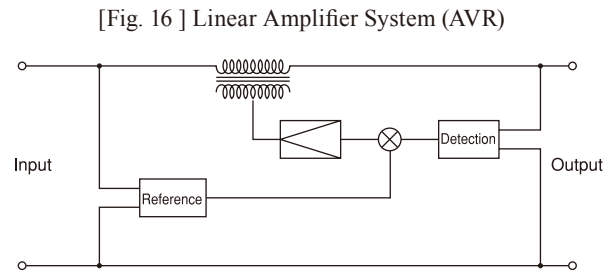 [Fig. 16 ] Linear Amplifier System (AVR)
Input
Reference
Detection
Output